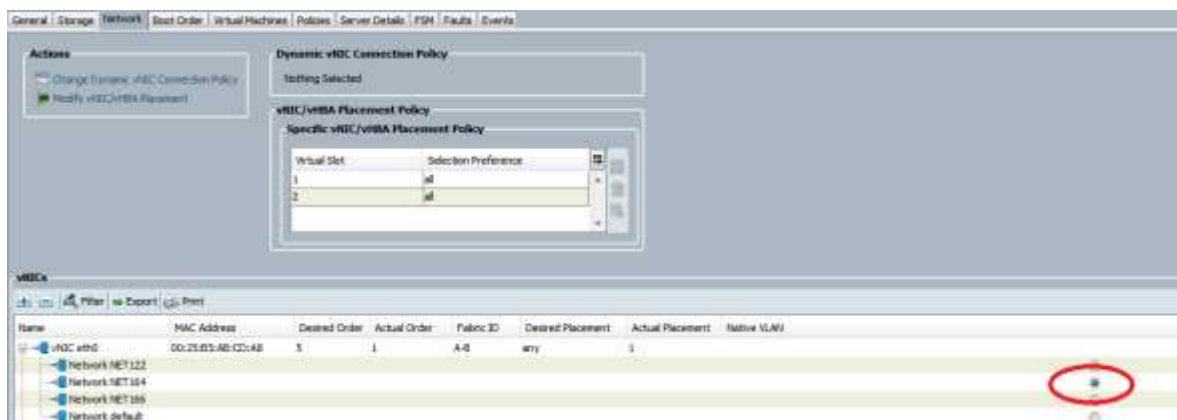 General Storage Network Boot Order Virtual Machines Policies Server Details FSM Faults Events
Actions
Change Dynamic vNIC Connection Policy
Modify vNIC/vHBA Placement
Dynamic vNIC Connection Policy
Nothing Selected
vNIC/vHBA Placement Policy
Specific vNIC/vHBA Placement Policy
Virtual Slot Selection Preference
1 all
2 all
vNICs
Filter Export Print
Name MAC Address Desired Order Actual Order Fabric ID Desired Placement Actual Placement Native VLAN
vNIC eth0 00:25:B5:AB:CD:A8 5 1 A-B any 1
Network NET122
Network NET164
Network NET166
Network default